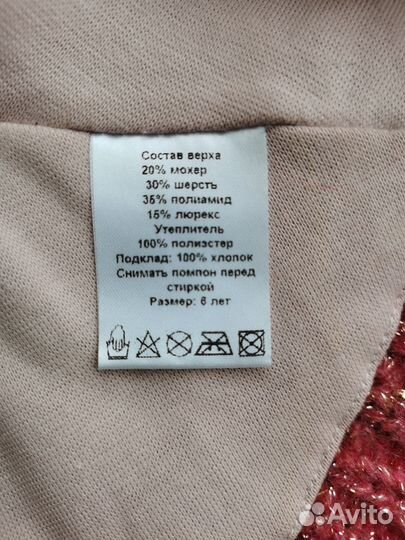 Состав верха
20% мохер
30% шерсть
35% полиамид
15% люрекс
Утеплитель
100% полиэстер
Подклад: 100% хлопок
Снимать помпон перед
стиркой
Размер: 6 лет
Avito